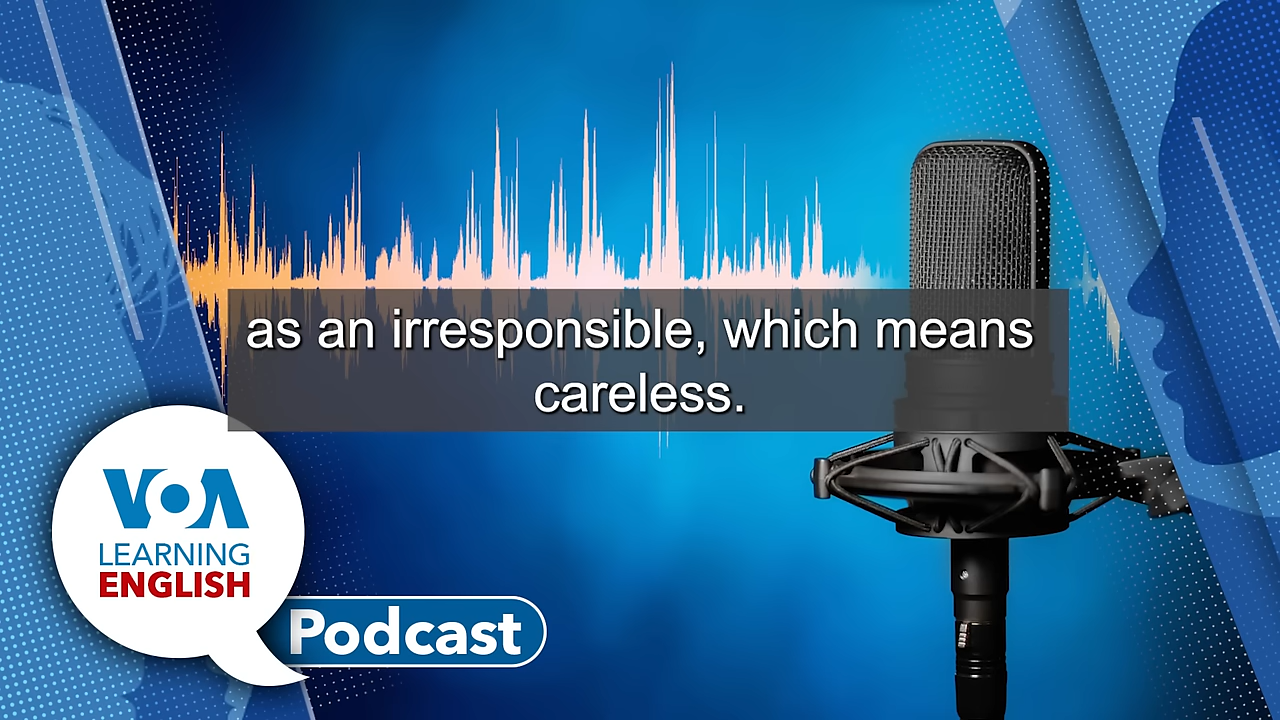 as an irresponsible, which means
careless.
VOA
LEARNING
ENGLISH
Podcast